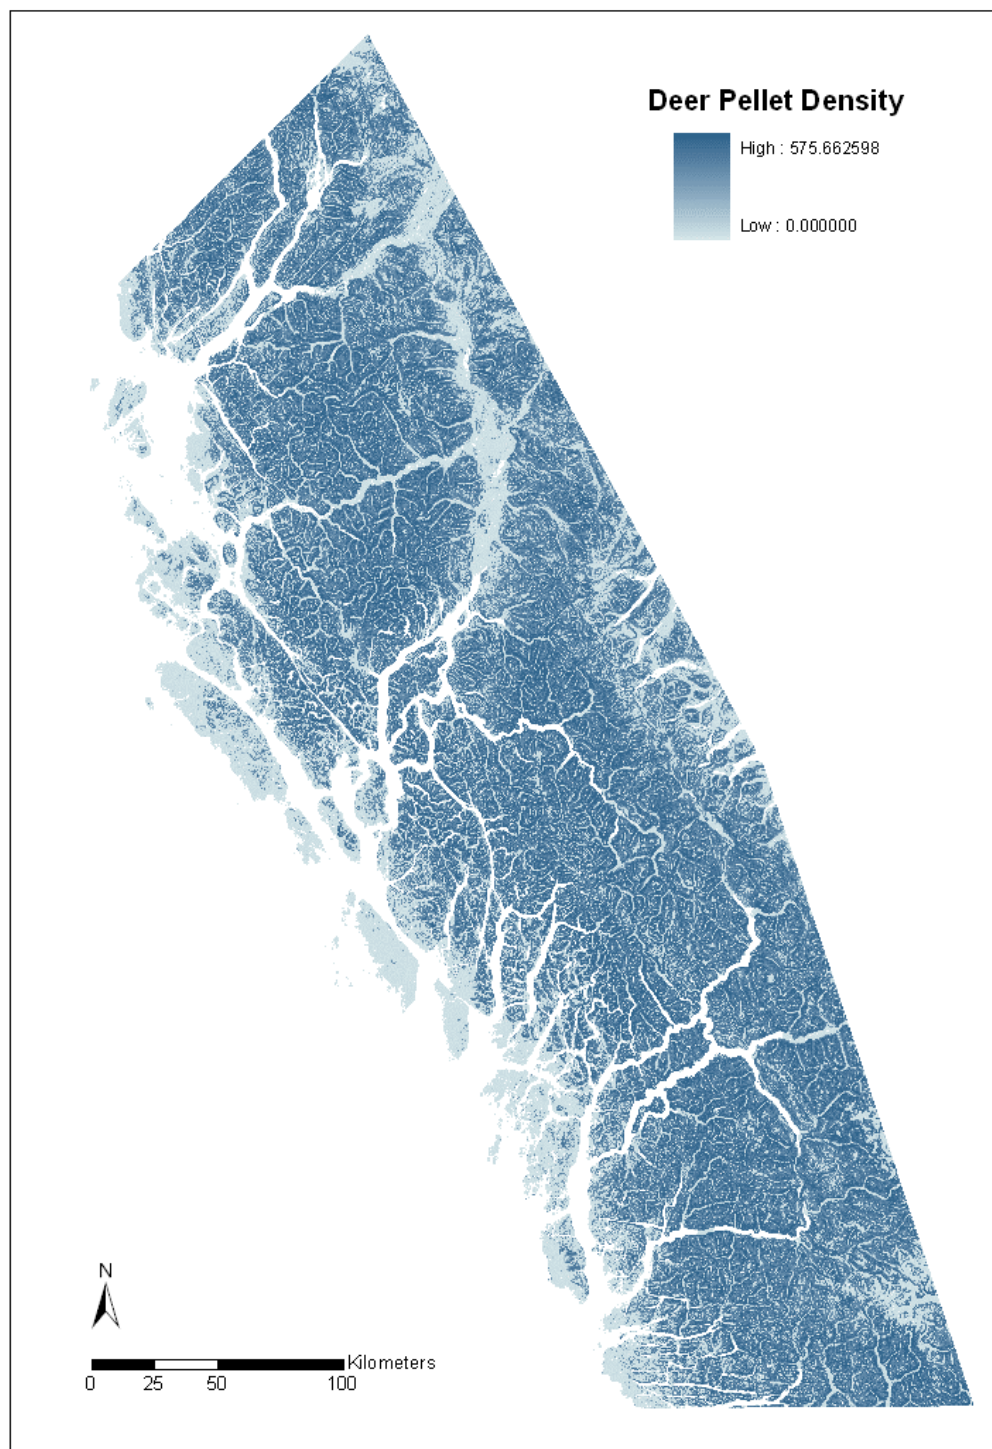 Deer Pellet Density
High : 575.662598
Low : 0.000000
N
Kilometers
0 25 50 100